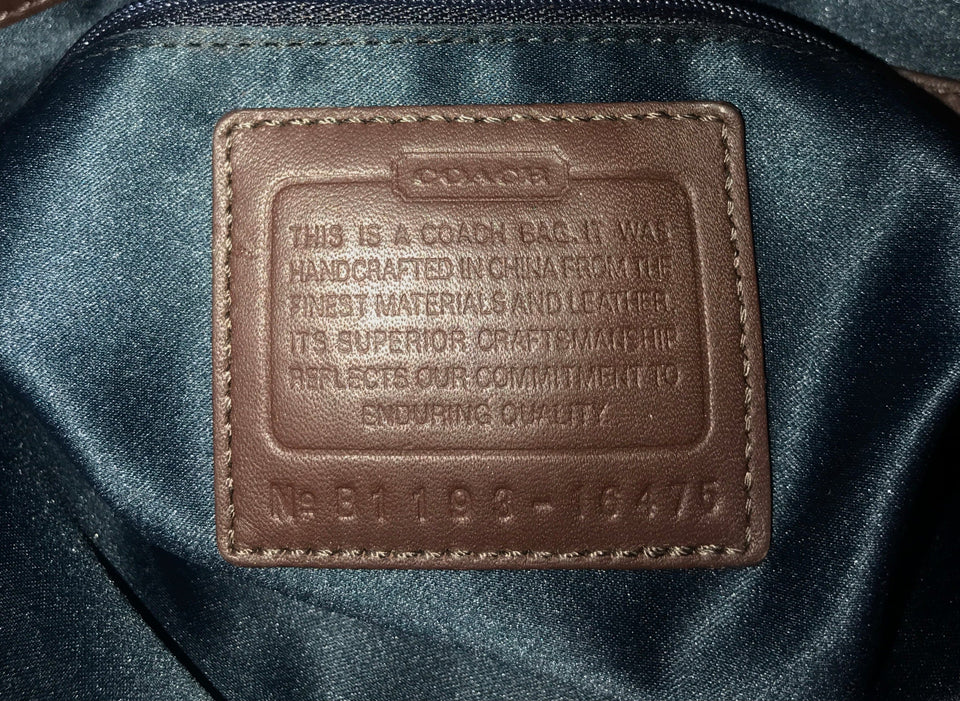 COACH
THIS IS A COACH BAG. IT WAS
HANDCRAFTED IN CHINA FROM THE
FINEST MATERIALS AND LEATHER.
ITS SUPERIOR CRAFTSMANSHIP
REFLECTS OUR COMMITMENT TO
ENDURING QUALITY.
No B1193-16475